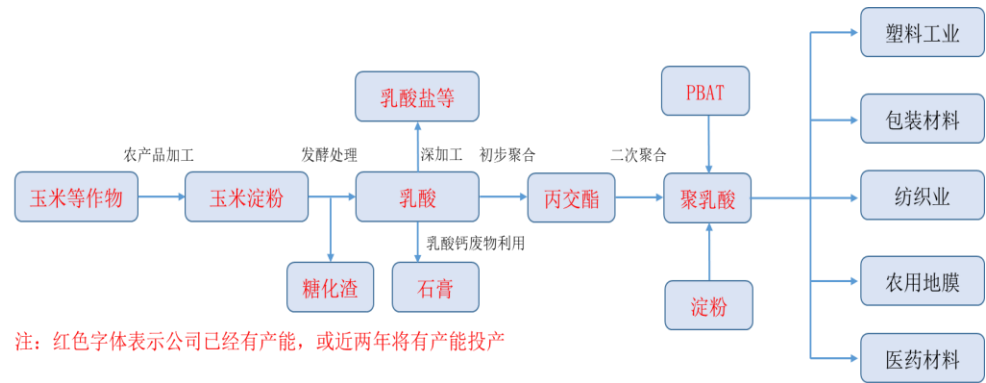 塑料工业
乳酸盐等
PBAT
包装材料
农产品加工
发酵处理
深加工
初步聚合
二次聚合
玉米等作物
玉米淀粉
乳酸
丙交酯
聚乳酸
纺织业
乳酸钙废物利用
糖化渣
石膏
淀粉
农用地膜
注：红色字体表示公司已经有产能，或近两年将有产能投产
医药材料